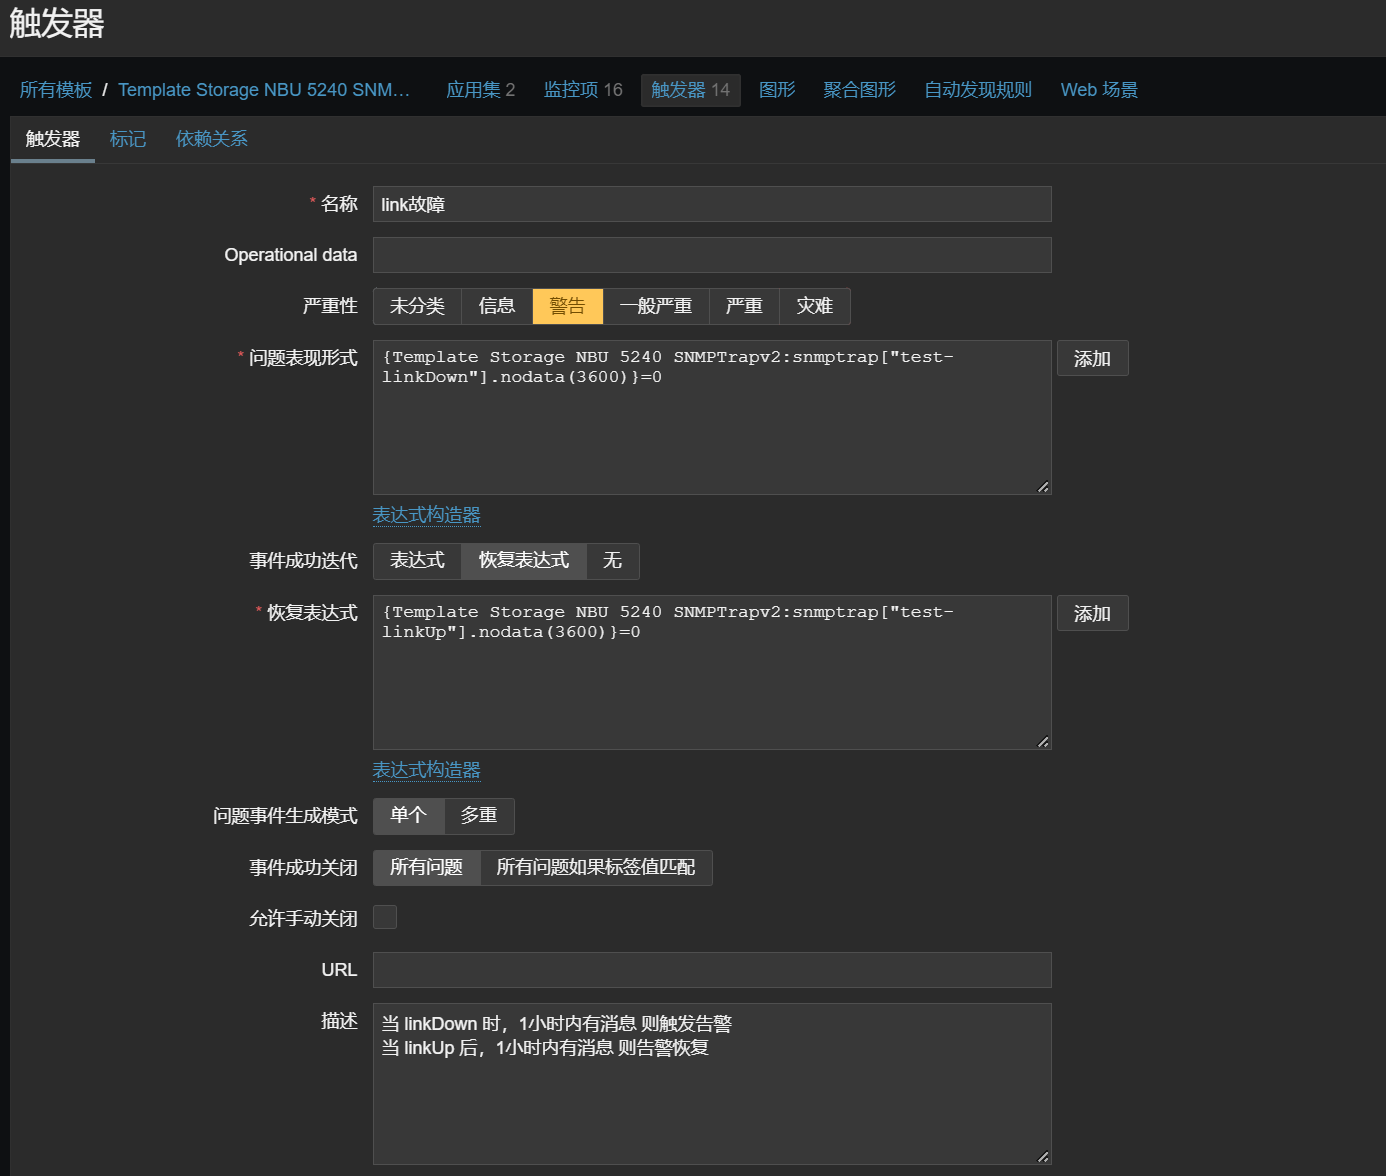 触发器
所有模板 / Template Storage NBU 5240 SNM... 应用集 2 监控项 16 触发器 14 图形 聚合图形 自动发现规则 Web 场景
触发器 标记 依赖关系
* 名称 link故障
Operational data
严重性 未分类 信息 警告 一般严重 严重 灾难
* 问题表现形式 {Template Storage NBU 5240 SNMPTrapv2:snmptrap["test-
linkDown"].nodata(3600)}=0
添加
表达式构造器
事件成功迭代 表达式 恢复表达式 无
* 恢复表达式 {Template Storage NBU 5240 SNMPTrapv2:snmptrap["test-
linkUp"].nodata(3600)}=0
添加
表达式构造器
问题事件生成模式 单个 多重
事件成功关闭 所有问题 所有问题如果标签值匹配
允许手动关闭
URL
描述 当 linkDown 时，1小时内有消息 则触发告警
当 linkUp 后，1小时内有消息 则告警恢复